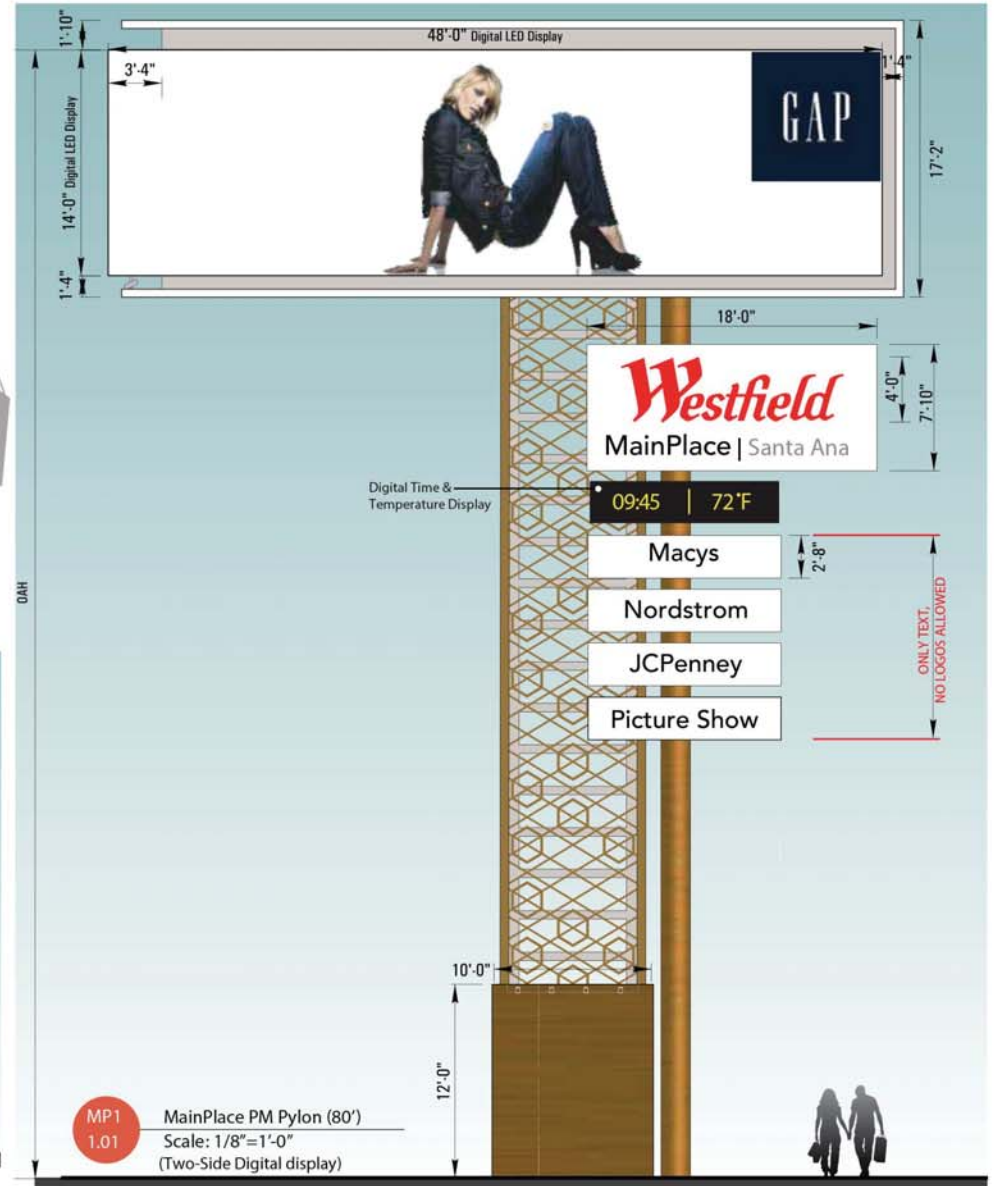 1'-10"
48'-0" Digital LED Display
3'-4"
1'-4"
GAP
14'-0" Digital LED Display
17'-2"
1'-4"
18'-0"
Westfield
MainPlace | Santa Ana
4'-0"
7'-10"
Digital Time &
Temperature Display
09:45 | 72°F
Macys
2'-8"
Nordstrom
JCPenney
Picture Show
ONLY TEXT,
NO LOGOS ALLOWED
OAH
10'-0"
12'-0"
MP1
1.01
MainPlace PM Pylon (80')
Scale: 1/8"=1'-0"
(Two-Side Digital display)